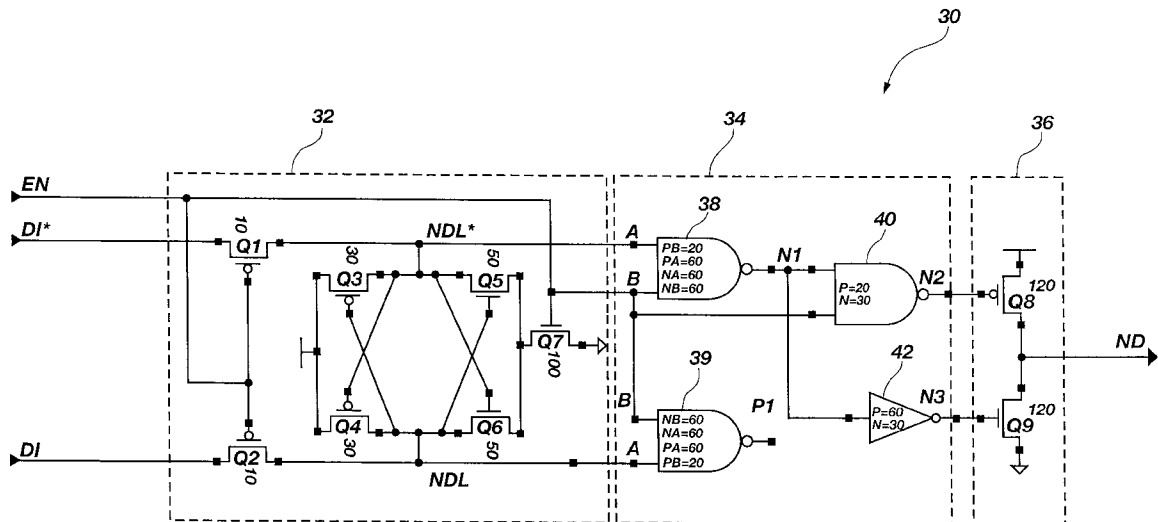 30
32
34
36
EN
DI*
10
Q1
NDL*
30
Q3
50
Q5
Q7
100
Q4
30
Q6
50
DI
Q2
10
NDL
A
38
PB=20
PA=60
NA=60
NB=60
B
N1
40
P=20
N=30
N2
Q8
120
ND
B
39
NB=60
NA=60
PA=60
PB=20
A
P1
42
P=60
N=30
N3
Q9
120